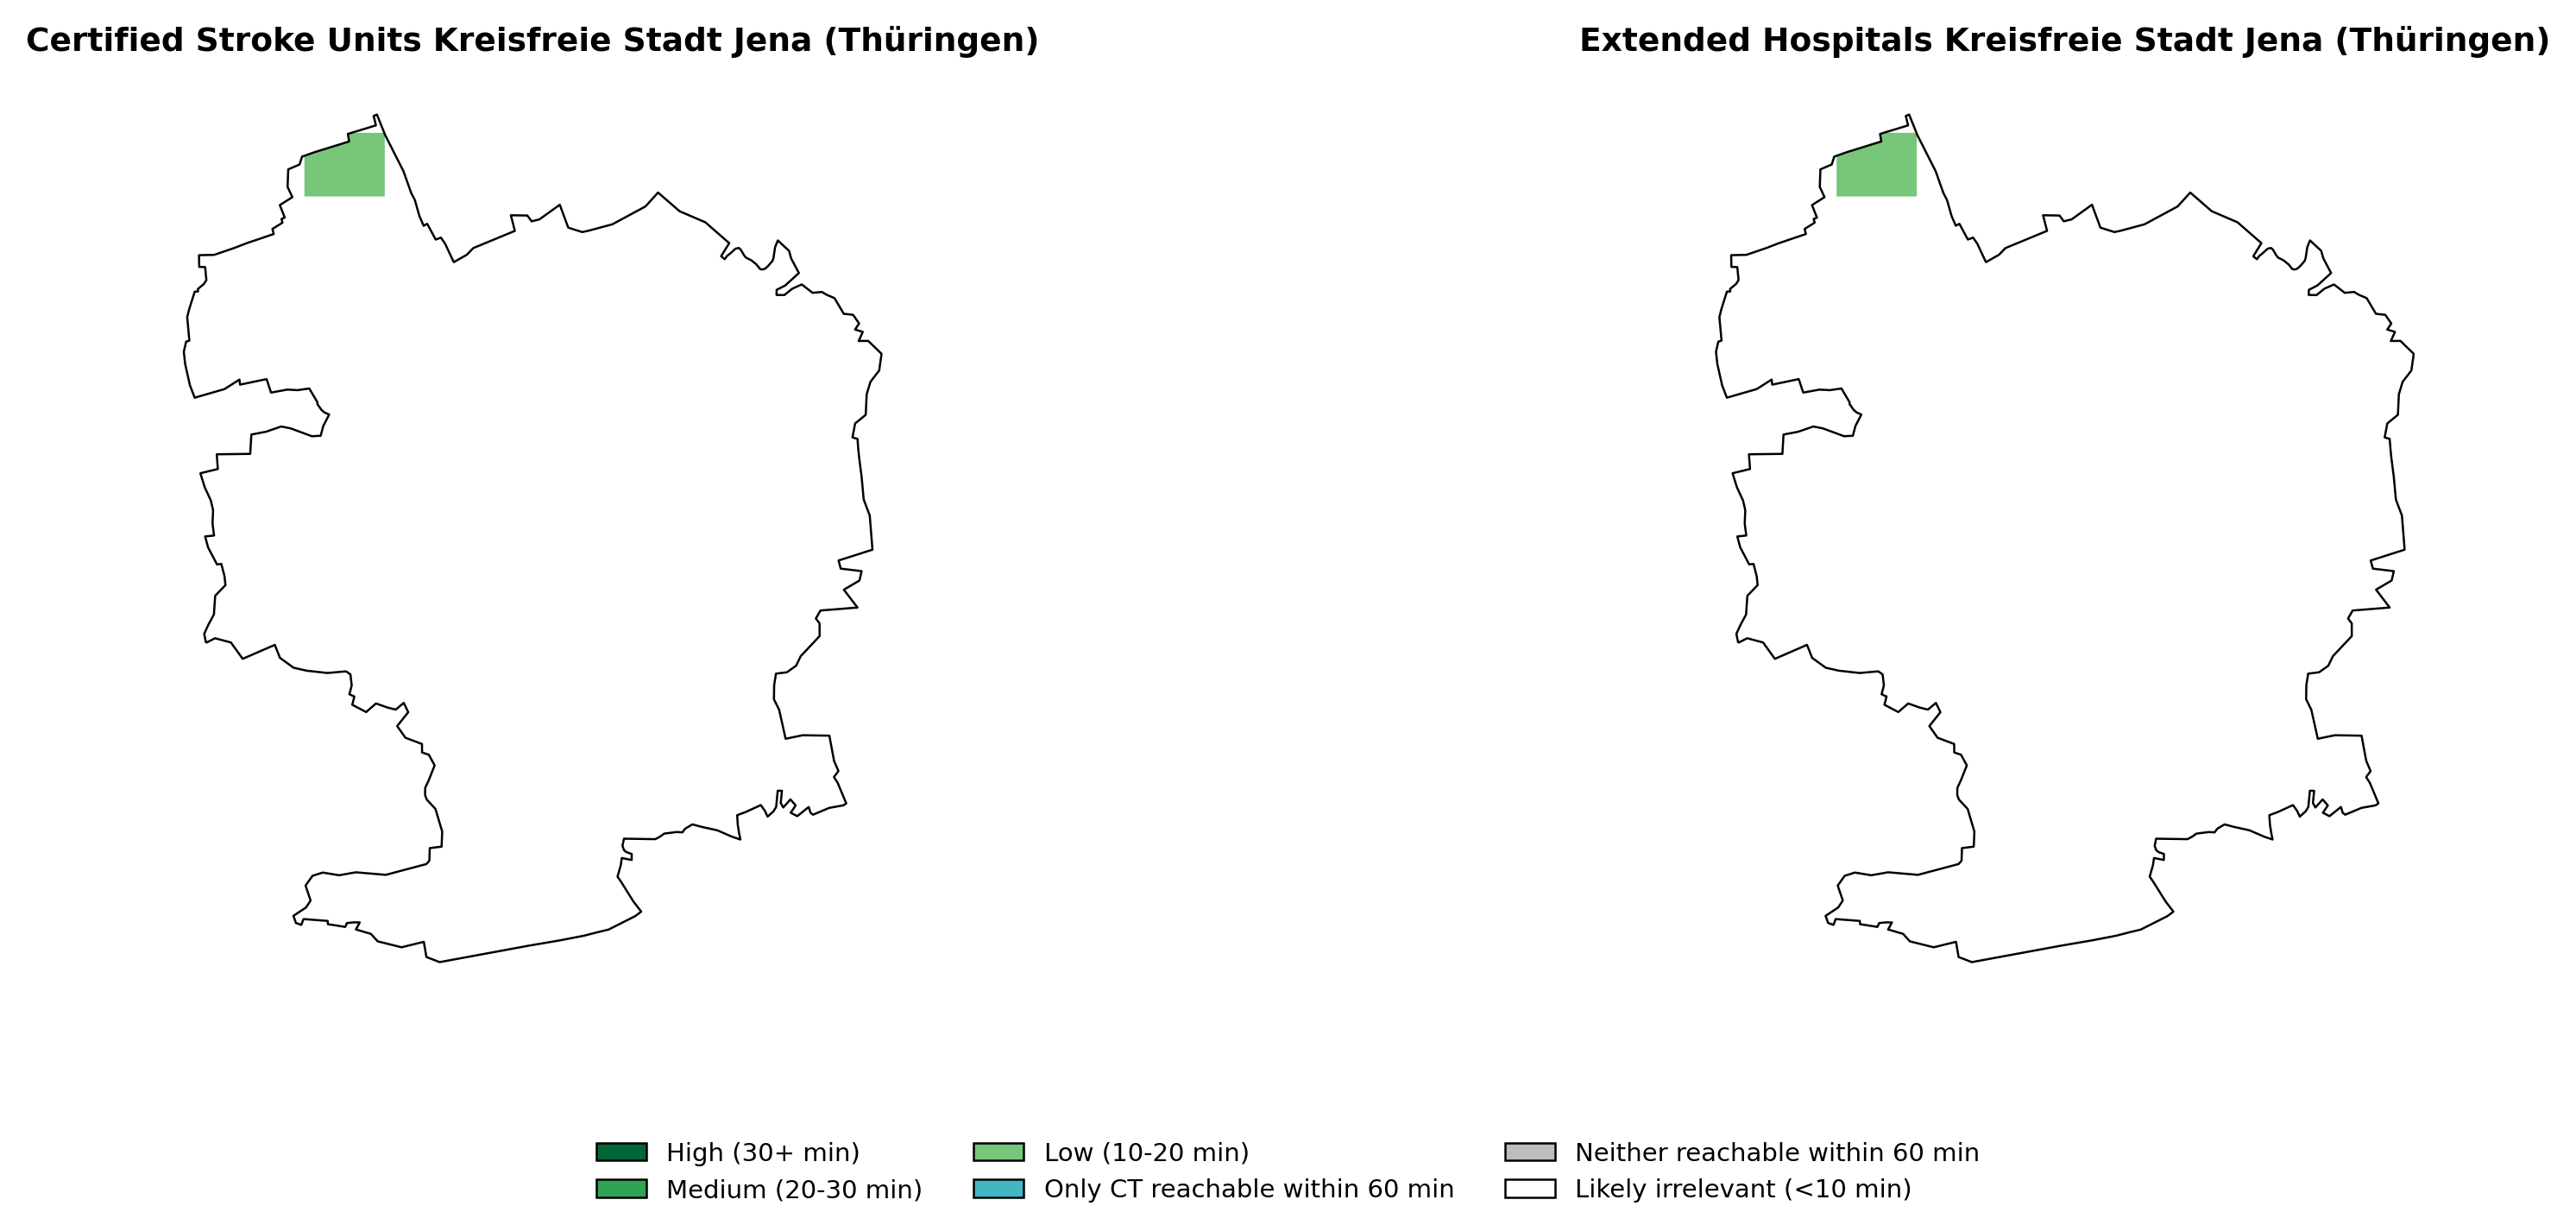 Certified Stroke Units Kreisfreie Stadt Jena (Thüringen)
Extended Hospitals Kreisfreie Stadt Jena (Thüringen)
High (30+ min)
Medium (20-30 min)
Low (10-20 min)
Only CT reachable within 60 min
Neither reachable within 60 min
Likely irrelevant (<10 min)